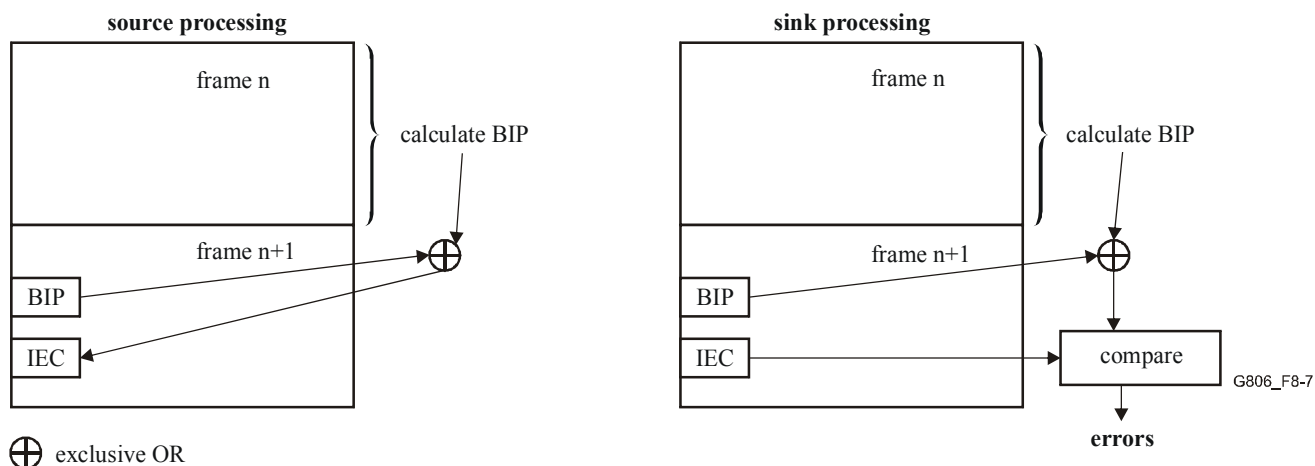 source processing
frame n
calculate BIP
frame n+1
BIP
IEC
exclusive OR
sink processing
frame n
calculate BIP
frame n+1
BIP
IEC
compare
G806_F8-7
errors